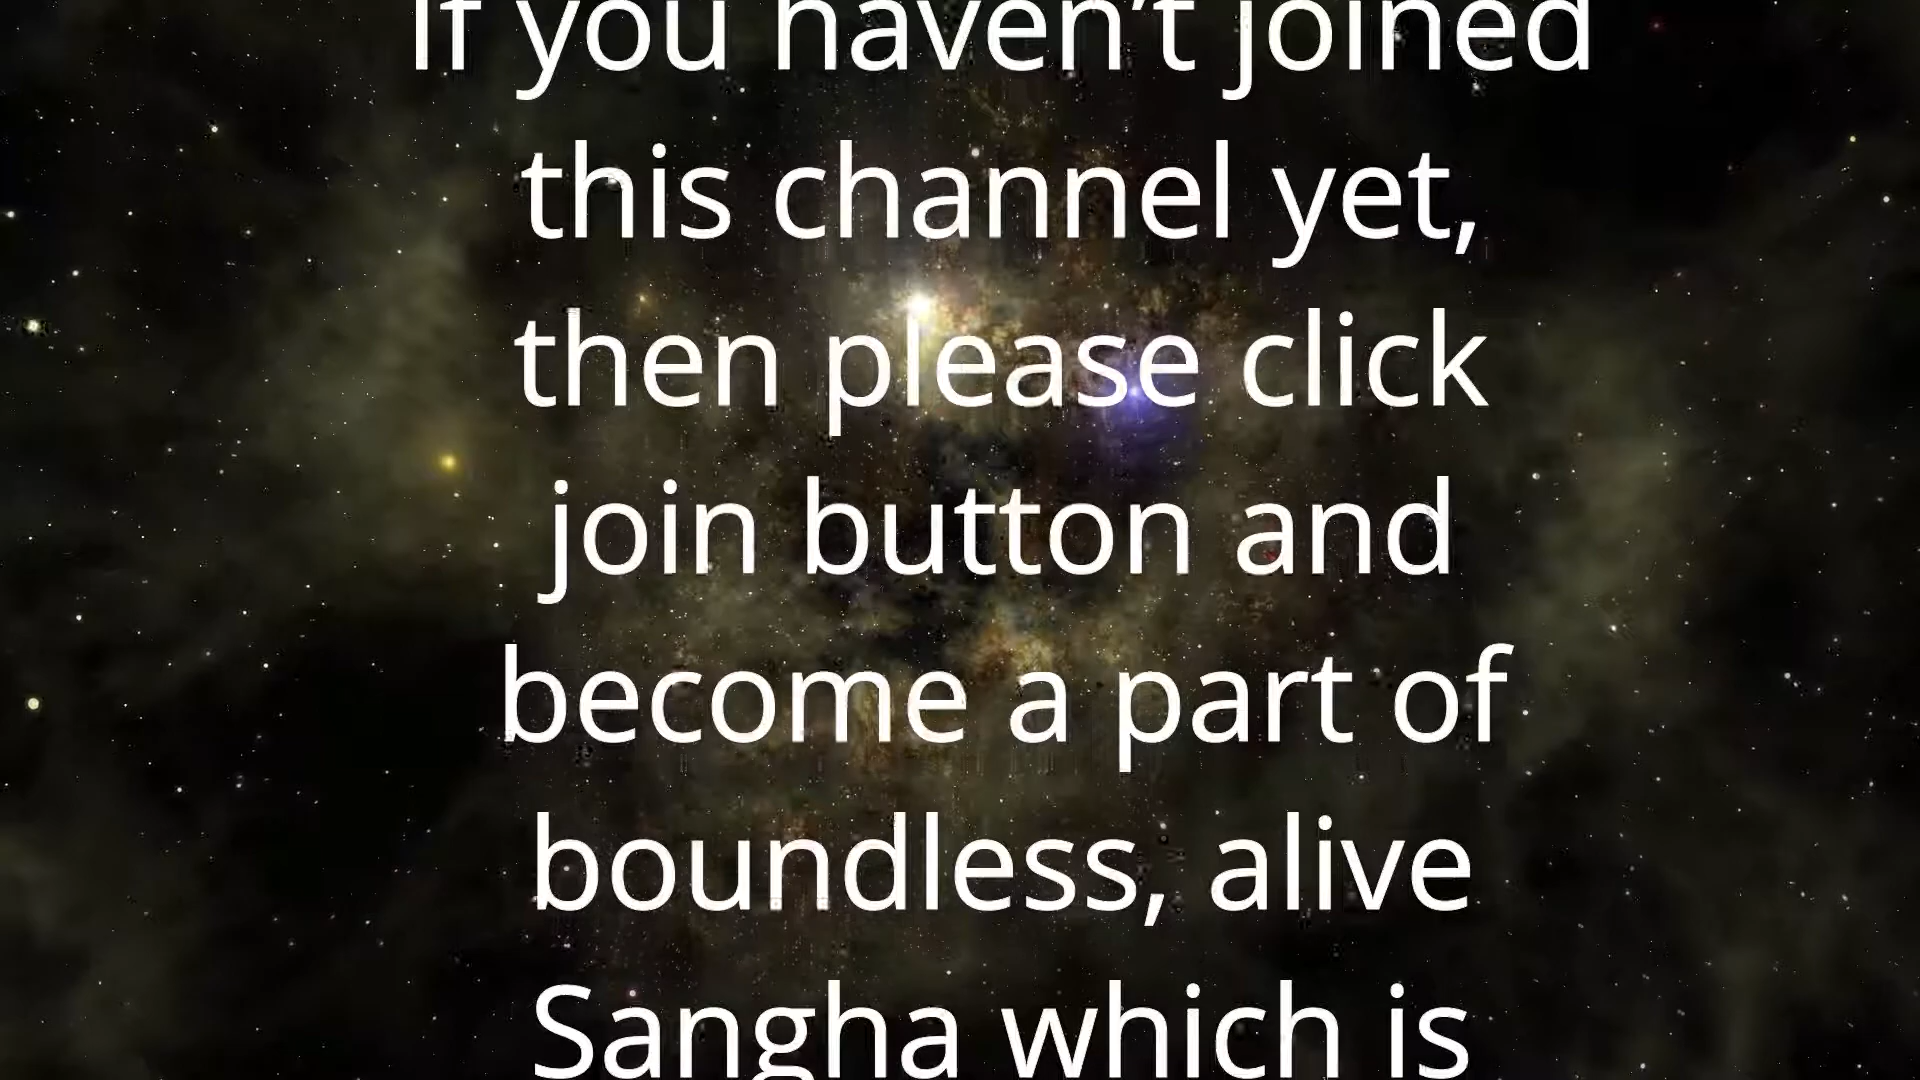 If you haven't joined
this channel yet,
then please click
join button and
become a part of
boundless, alive
Sangha which is